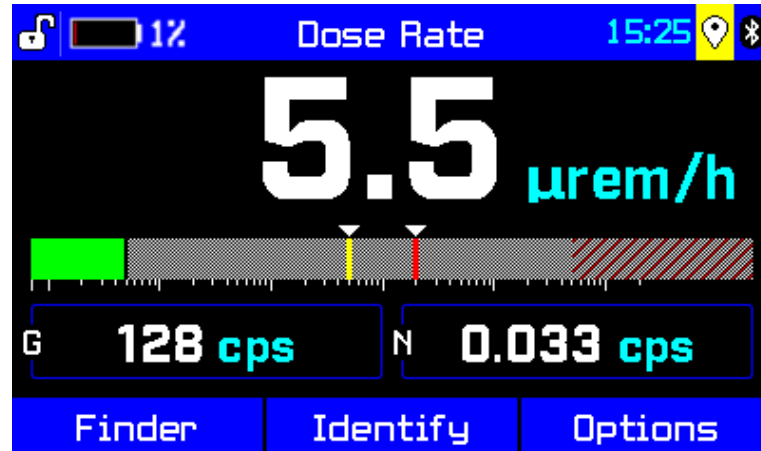 1% Dose Rate 15:25
5.5 µrem/h
G 128 cps N 0.033 cps
Finder Identify Options